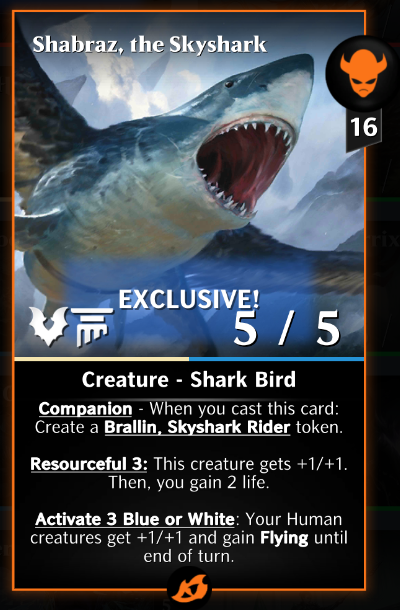 Shabraz, the Skyshark
16
EXCLUSIVE!
5 / 5
Creature - Shark Bird
Companion - When you cast this card:
Create a Brallin, Skyshark Rider token.
Resourceful 3: This creature gets +1/+1.
Then, you gain 2 life.
Activate 3 Blue or White: Your Human
creatures get +1/+1 and gain Flying until
end of turn.